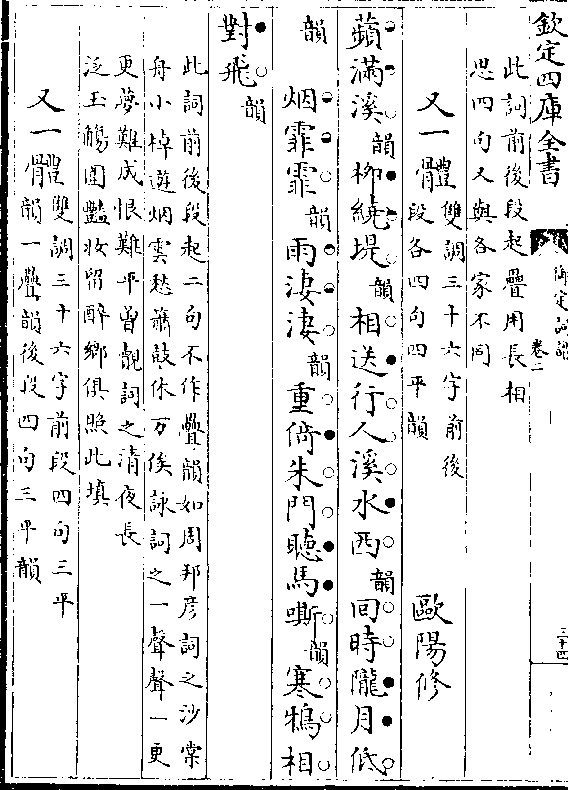 欽定四庫全書
御定詞譜
卷二
三十四
此詞前後段起疊用長相
思四句又與各家不同
又一體雙調三十六字前後
段各四句四平韻
歐陽修
蘋滿溪韻柳繞堤韻相送行人溪水西韻回時隴月低
韻烟霏霏韻雨淒淒韻重倚朱門聽馬嘶韻寒鴉相
對飛韻
此詞前後段起二句不作疊韻如周邦彦詞之沙棠
舟小棹遊烟雲愁蕭鼓休万俟詠詞之一聲聲一更
更夢難成恨難平曾覿詞之清夜長
泛玉觴圍豔妝留醉鄉俱照此填
又一體雙調三十六字前段四句三平
韻一疊韻後段四句三平韻